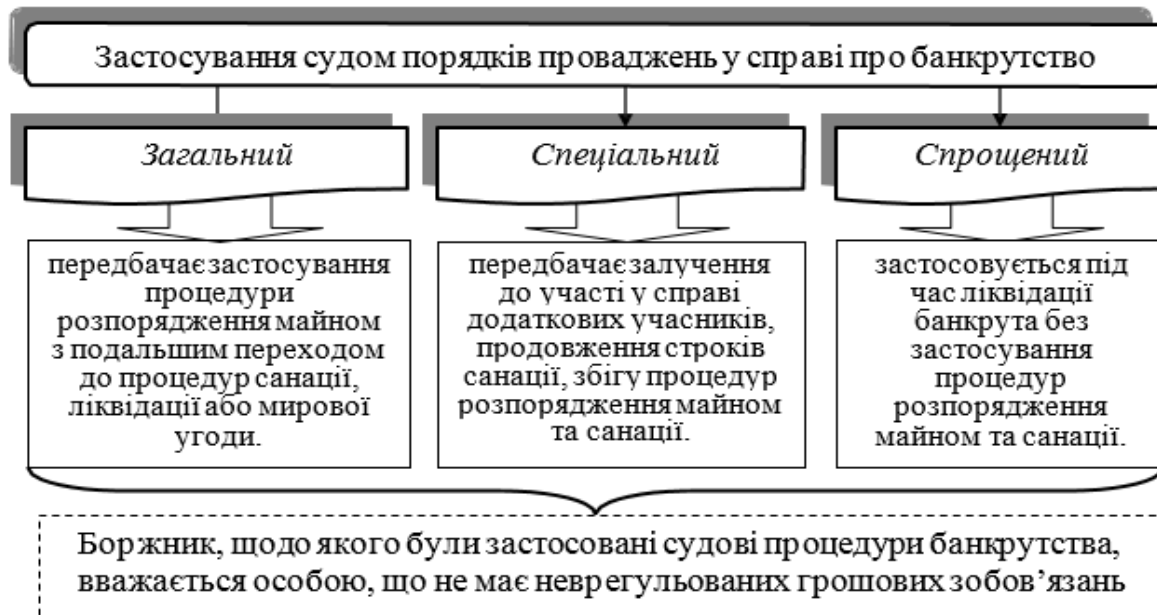 Застосування судом порядків проваджень у справі про банкрутство
Загальний
Спеціальний
Спрощений
передбачає застосування
процедури
розпорядження майном
з подальшим переходом
до процедур санації,
ліквідації або мирової
угоди.
передбачає залучення
до участі у справі
додаткових учасників,
продовження строків
санації, збігу процедур
розпорядження майном
та санації.
застосовується під
час ліквідації
банкрута без
застосування
процедур
розпорядження
майном та санації.
Боржник, щодо якого були застосовані судові процедури банкрутства,
вважається особою, що не має неврегульованих грошових зобов’язань